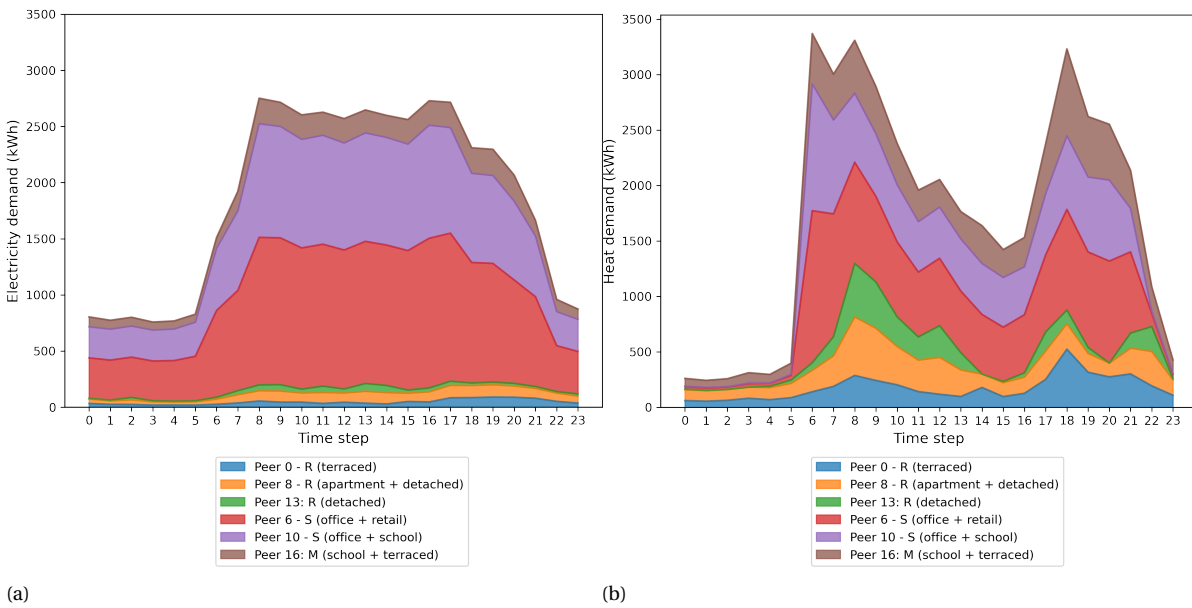 3500
3000
2500
2000
1500
1000
500
0
Electricity demand (kWh)
0 1 2 3 4 5 6 7 8 9 10 11 12 13 14 15 16 17 18 19 20 21 22 23
Time step
Peer 0 - R (terraced)
Peer 8 - R (apartment + detached)
Peer 13: R (detached)
Peer 6 - S (office + retail)
Peer 10 - S (office + school)
Peer 16: M (school + terraced)
(a)
3500
3000
2500
2000
1500
1000
500
0
Heat demand (kWh)
0 1 2 3 4 5 6 7 8 9 10 11 12 13 14 15 16 17 18 19 20 21 22 23
Time step
Peer 0 - R (terraced)
Peer 8 - R (apartment + detached)
Peer 13: R (detached)
Peer 6 - S (office + retail)
Peer 10 - S (office + school)
Peer 16: M (school + terraced)
(b)